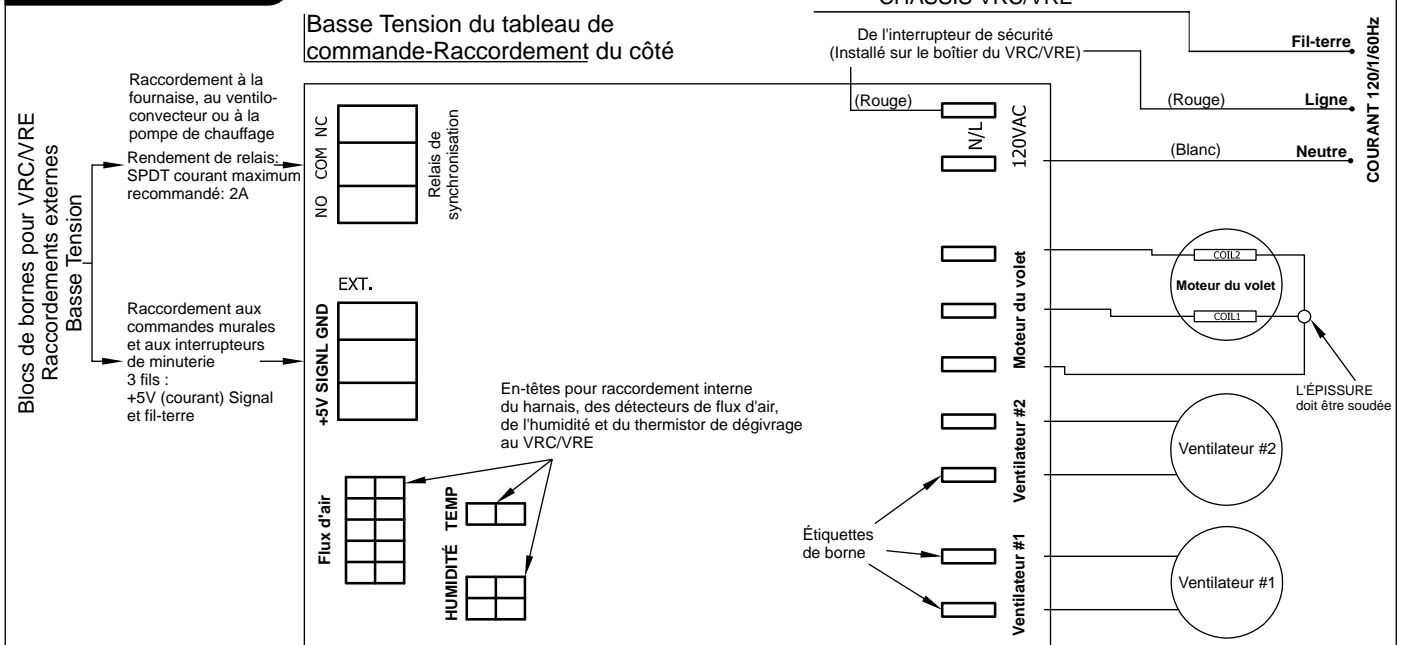 CHÂSSIS VRC/VRE
Basse Tension du tableau de
commande-Raccordement du côté
De l'interrupteur de sécurité
(Installé sur le boîtier du VRC/VRE)
Fil-terre
(Rouge)
(Rouge)
Ligne
(Blanc)
Neutre
COURANT 120/1/60Hz
N/L
120VAC
Blocs de bornes pour VRC/VRE
Raccordements externes
Basse Tension
Raccordement à la
fournaise, au ventilo-
convecteur ou à la
pompe de chauffage
Rendement de relais:
SPDT courant maximum
recommandé: 2A
NO COM NC
Relais de
synchronisation
Raccordement aux
commandes murales
et aux interrupteurs
de minuterie
3 fils :
+5V (courant) Signal
et fil-terre
EXT.
+5V SIGNL GND
En-têtes pour raccordement interne
du harnais, des détecteurs de flux d'air,
de l'humidité et du thermistor de dégivrage
au VRC/VRE
Flux d'air
HUMIDITÉ TEMP
Étiquettes
de borne
Moteur du volet
Ventilateur #2
Ventilateur #1
COIL2
Moteur du volet
COIL1
L'ÉPISSURE
doit être soudée
Ventilateur #2
Ventilateur #1